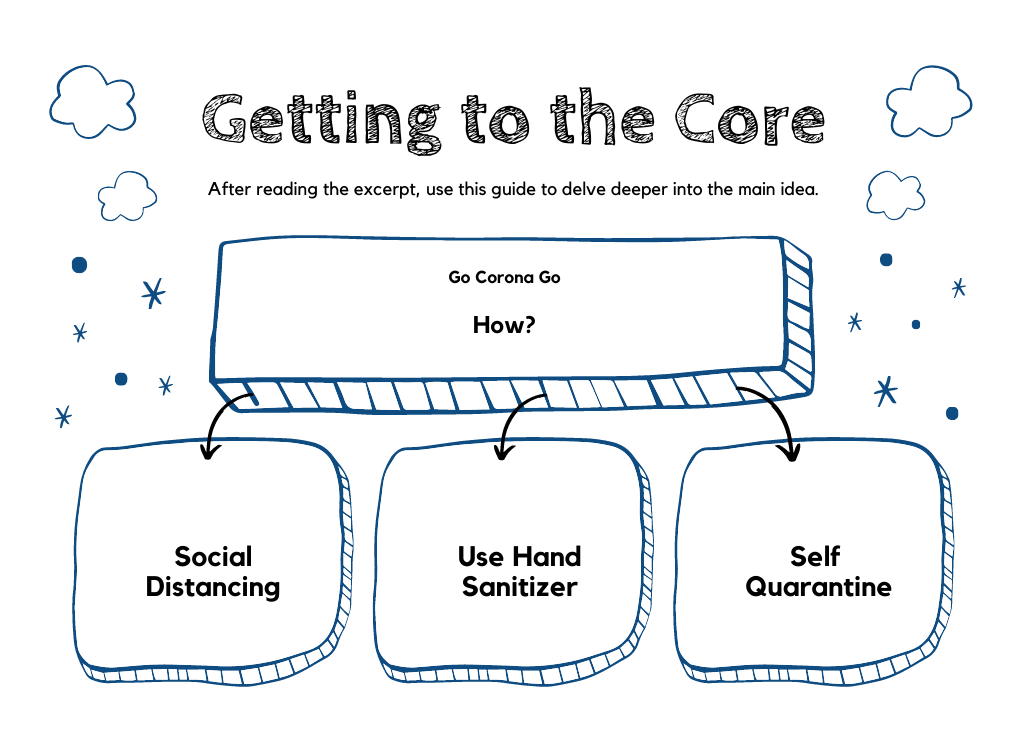 Getting to the Core
After reading the excerpt, use this guide to delve deeper into the main idea.
Go Corona Go
How?
Social
Distancing
Use Hand
Sanitizer
Self
Quarantine